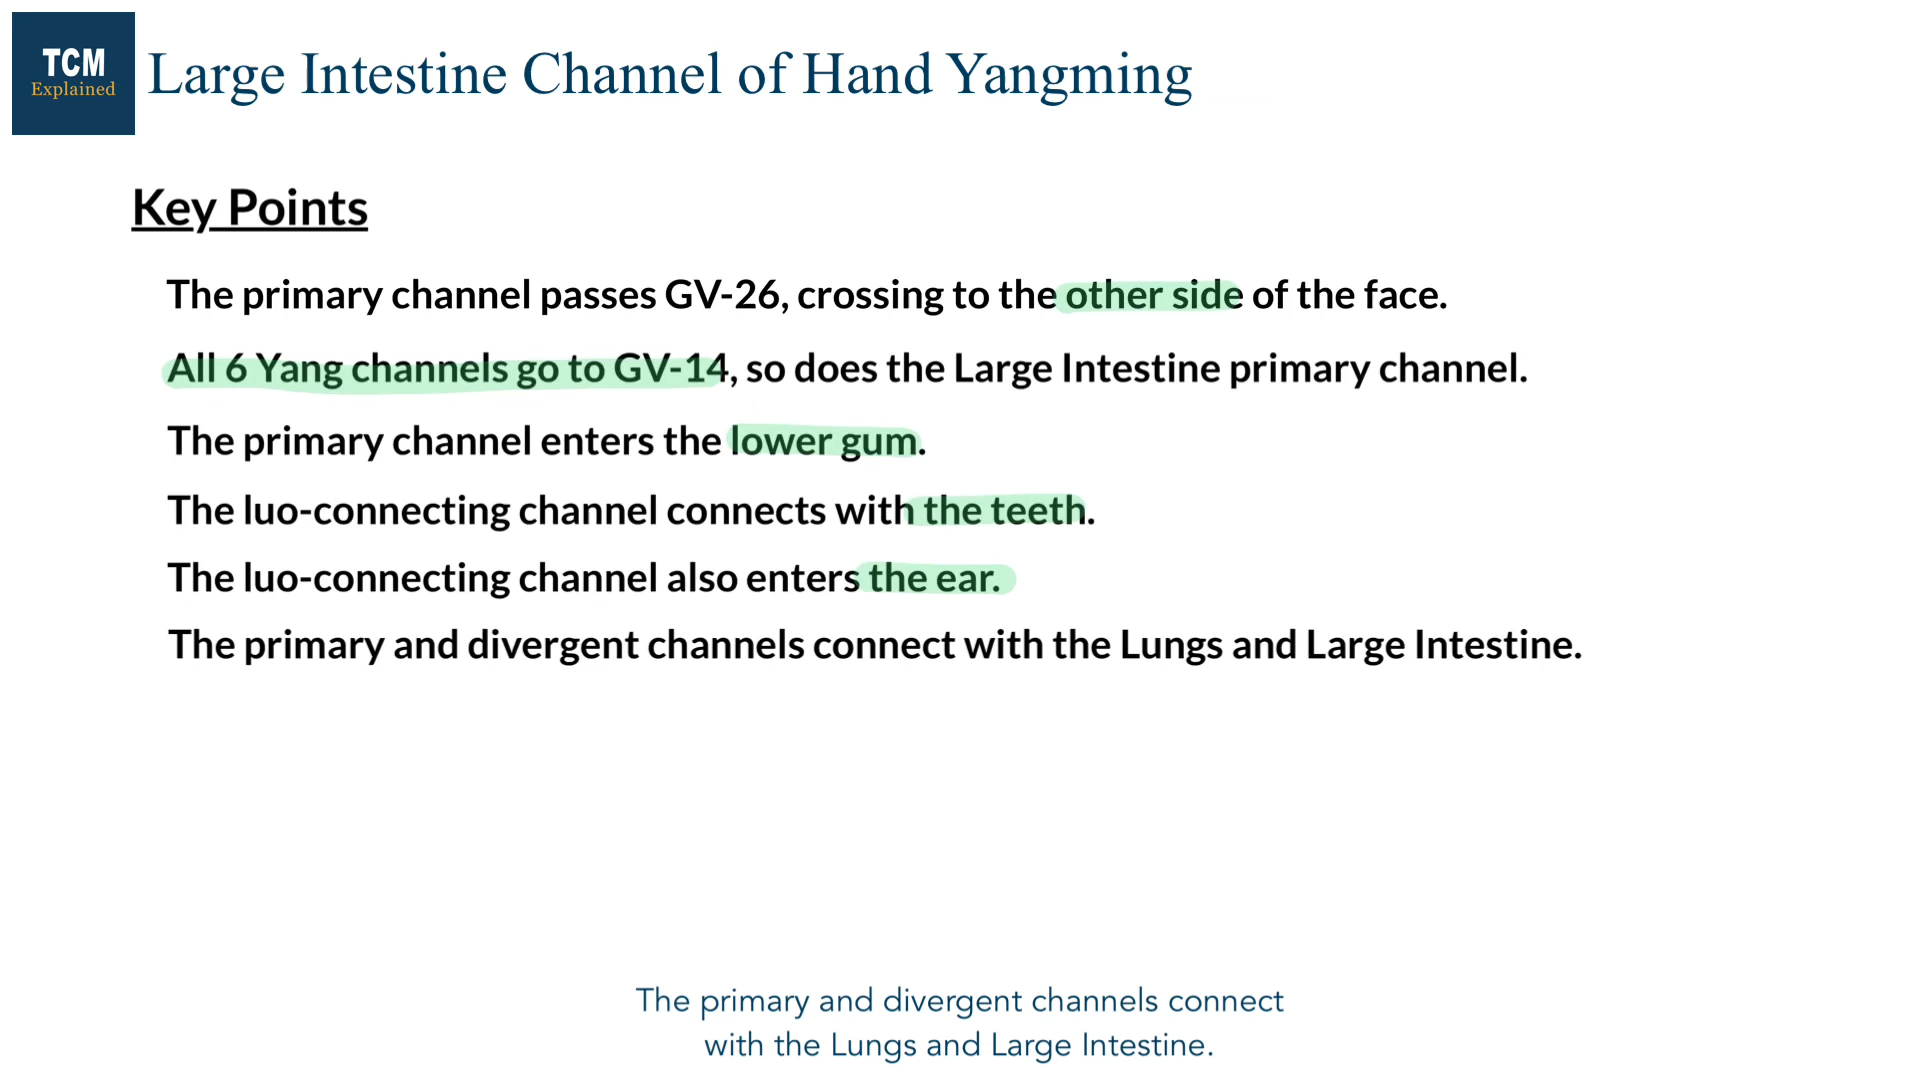 TCM
Explained
Large Intestine Channel of Hand Yangming
Key Points
The primary channel passes GV-26, crossing to the other side of the face.
All 6 Yang channels go to GV-14, so does the Large Intestine primary channel.
The primary channel enters the lower gum.
The luo-connecting channel connects with the teeth.
The luo-connecting channel also enters the ear.
The primary and divergent channels connect with the Lungs and Large Intestine.
The primary and divergent channels connect
with the Lungs and Large Intestine.